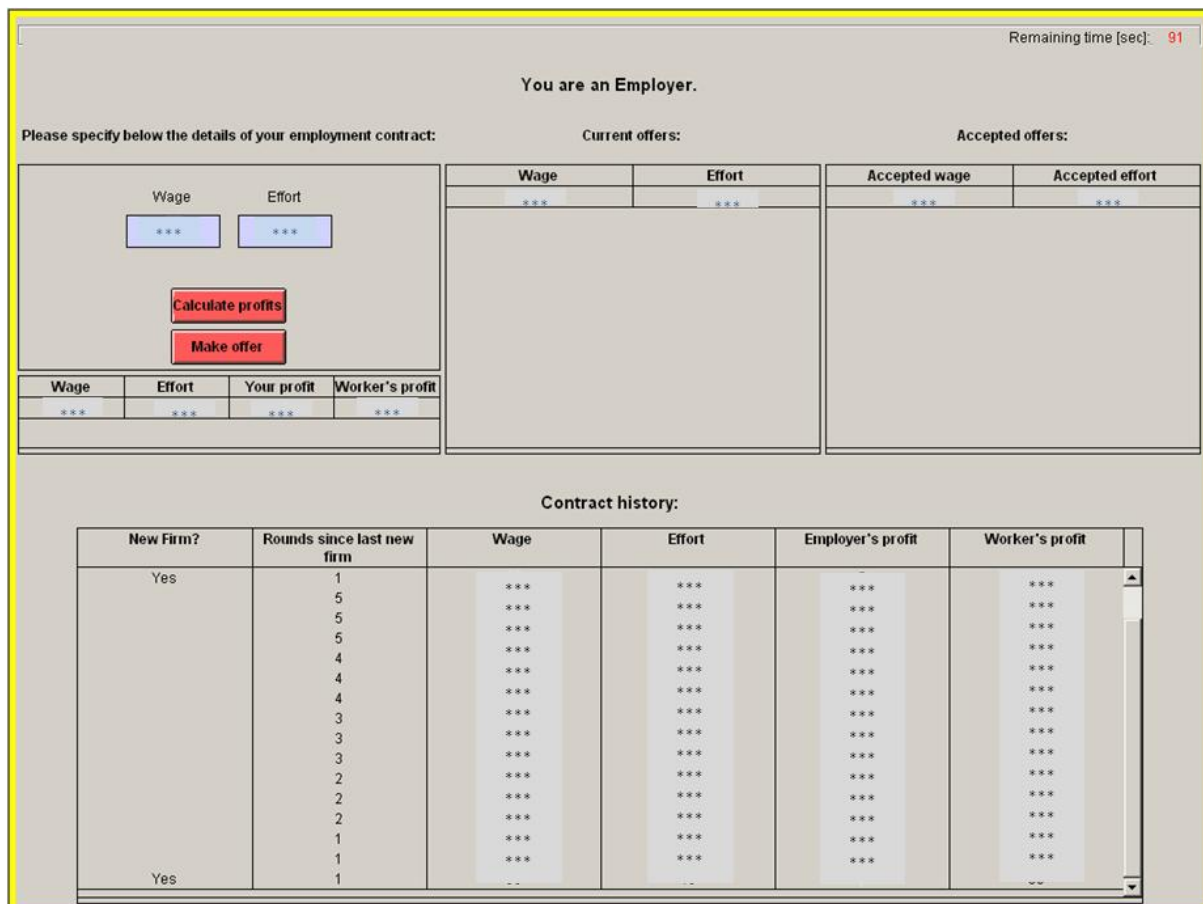 Remaining time [sec]: 91
You are an Employer.
Please specify below the details of your employment contract:
Current offers:
Accepted offers:
Wage Effort
*** ***
Calculate profits
Make offer
Wage Effort Your profit Worker's profit
*** *** *** ***
Wage Effort
*** ***
Accepted wage Accepted effort
*** ***
Contract history:
New Firm? Rounds since last new firm Wage Effort Employer's profit Worker's profit
Yes 1 *** *** *** ***
5 *** *** *** ***
5 *** *** *** ***
5 *** *** *** ***
4 *** *** *** ***
4 *** *** *** ***
4 *** *** *** ***
3 *** *** *** ***
3 *** *** *** ***
3 *** *** *** ***
2 *** *** *** ***
2 *** *** *** ***
2 *** *** *** ***
1 *** *** *** ***
1
Yes 1